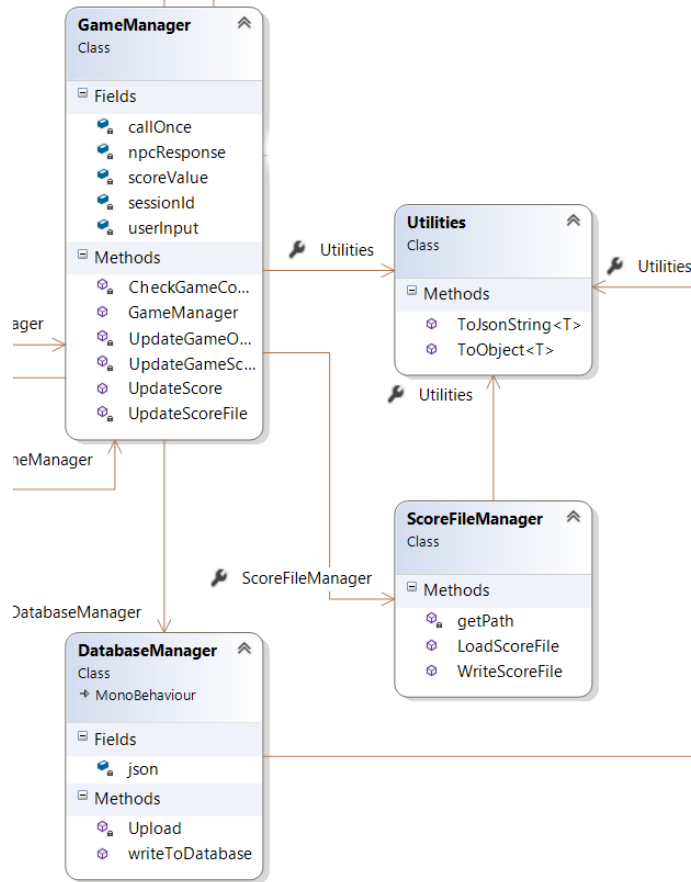 GameManager
Class
Fields
callOnce
npcResponse
scoreValue
sessionId
userInput
Methods
CheckGameCo...
GameManager
UpdateGameO...
UpdateGameSc...
UpdateScore
UpdateScoreFile
Utilities
Utilities
Class
Methods
ToJsonString<T>
ToObject<T>
Utilities
Utilities
ager
neManager
ScoreFileManager
ScoreFileManager
Class
Methods
getPath
LoadScoreFile
WriteScoreFile
DatabaseManager
DatabaseManager
Class
MonoBehaviour
Fields
json
Methods
Upload
writeToDatabase